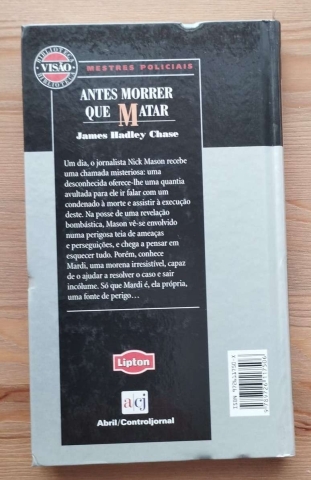 BIBLIOTECA
VISÃO
BIBLIOTECA
MESTRES POLICIAIS
ANTES MORRER
QUE MATAR
James Hadley Chase
Um dia, o jornalista Nick Mason recebe
uma chamada misteriosa: uma
desconhecida oferece-lhe uma quantia
avultada para ele ir falar com um
condenado à morte e assistir à execução
deste. Na posse de uma revelação
bombástica, Mason vê-se envolvido
numa perigosa teia de ameaças
e perseguições, e chega a pensar em
esquecer tudo. Porém, conhece
Mardi, uma morena irresistível, capaz
de o ajudar a resolver o caso e sair
incólume. Só que Mardi é, ela própria,
uma fonte de perigo...
Lipton
acj
Abril/Controljornal
ISBN